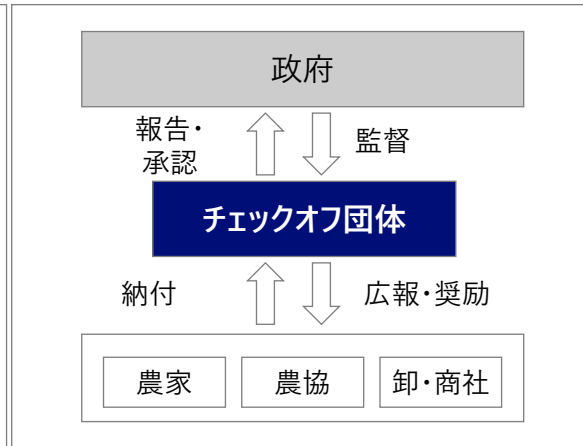 政府
報告・
承認
監督
チェックオフ団体
納付
広報・奨励
農家
農協
卸・商社